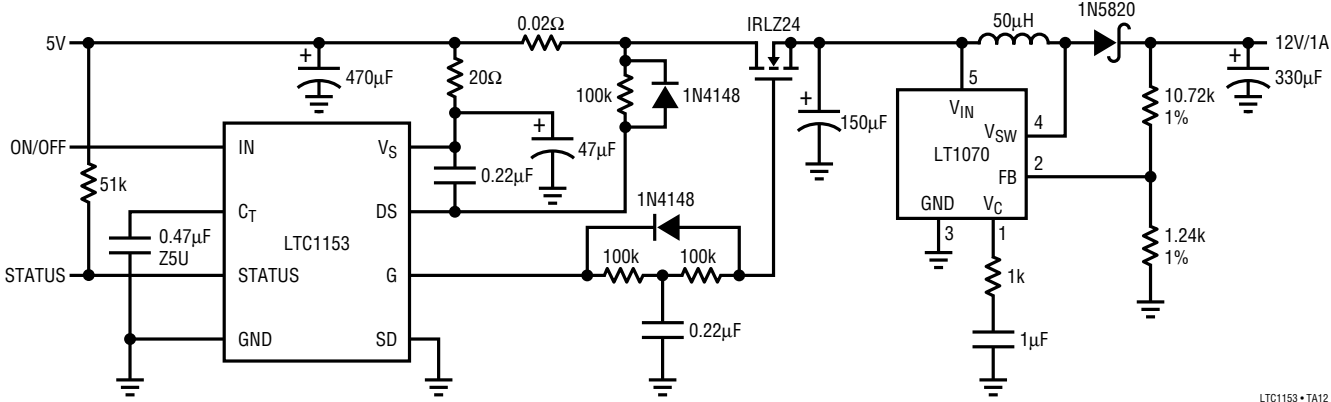 5V
0.02Ω
IRLZ24
50µH
1N5820
12V/1A
+
470µF
20Ω
100k
1N4148
+
150µF
5
VIN
VSW
4
LT1070
FB
2
GND
VC
3
1
10.72k
1%
+
330µF
ON/OFF
IN
VS
+
47µF
0.22µF
51k
CT
DS
LTC1153
0.47µF
Z5U
1N4148
100k
100k
1.24k
1%
STATUS
STATUS
G
1k
0.22µF
GND
SD
1µF
LTC1153 • TA12